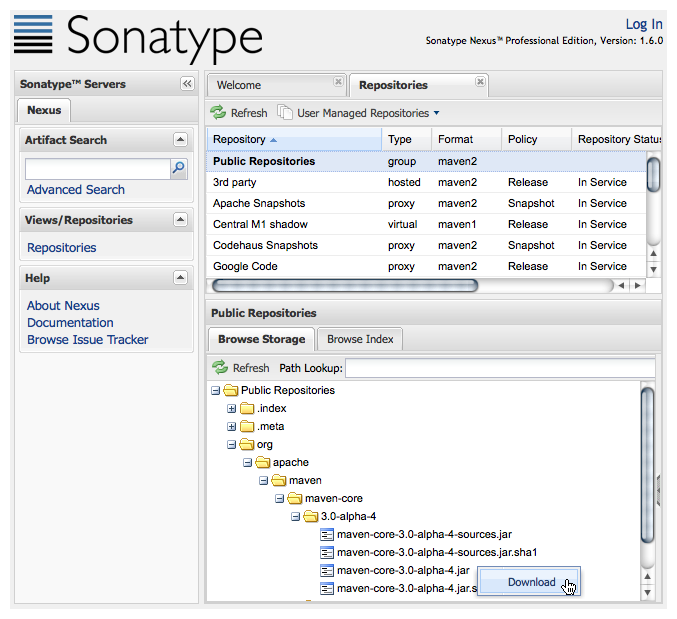 Sonatype
Log In
Sonatype Nexus™ Professional Edition, Version: 1.6.0
Sonatype™ Servers
Nexus
Artifact Search
Advanced Search
Views/Repositories
Repositories
Help
About Nexus
Documentation
Browse Issue Tracker
Welcome
Repositories
Refresh
User Managed Repositories
Repository Type Format Policy Repository Status
Public Repositories group maven2
3rd party hosted maven2 Release In Service
Apache Snapshots proxy maven2 Snapshot In Service
Central M1 shadow virtual maven1 Release In Service
Codehaus Snapshots proxy maven2 Snapshot In Service
Google Code proxy maven2 Release In Service
Public Repositories
Browse Storage
Browse Index
Refresh
Path Lookup:
Public Repositories
.index
.meta
org
apache
maven
maven-core
3.0-alpha-4
maven-core-3.0-alpha-4-sources.jar
maven-core-3.0-alpha-4-sources.jar.sha1
maven-core-3.0-alpha-4.jar
maven-core-3.0-alpha-4.jar.s
Download